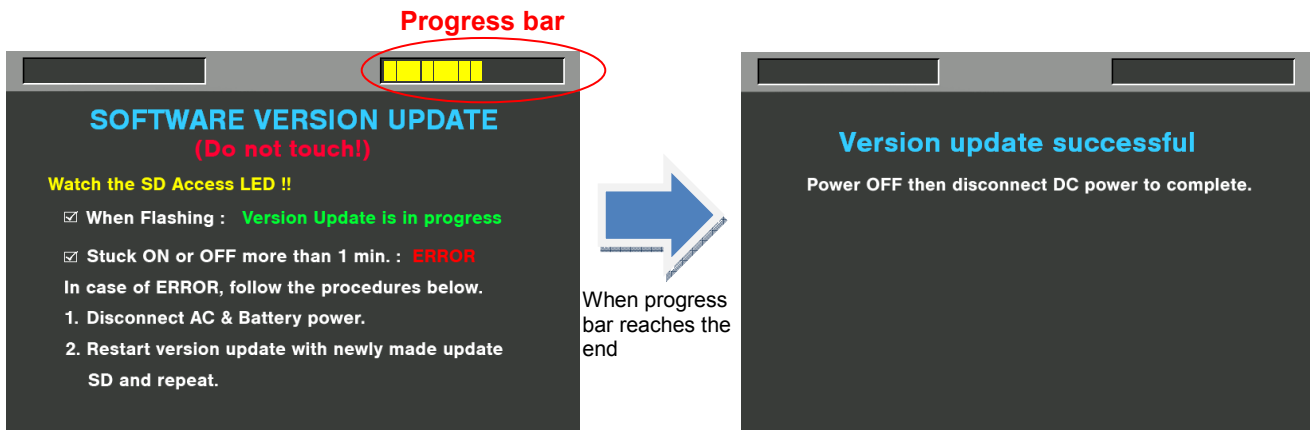 Progress bar
SOFTWARE VERSION UPDATE
(Do not touch!)
Watch the SD Access LED !!
When Flashing : Version Update is in progress
Stuck ON or OFF more than 1 min. : ERROR
In case of ERROR, follow the procedures below.
1. Disconnect AC & Battery power.
2. Restart version update with newly made update
SD and repeat.
When progress
bar reaches the
end
Version update successful
Power OFF then disconnect DC power to complete.